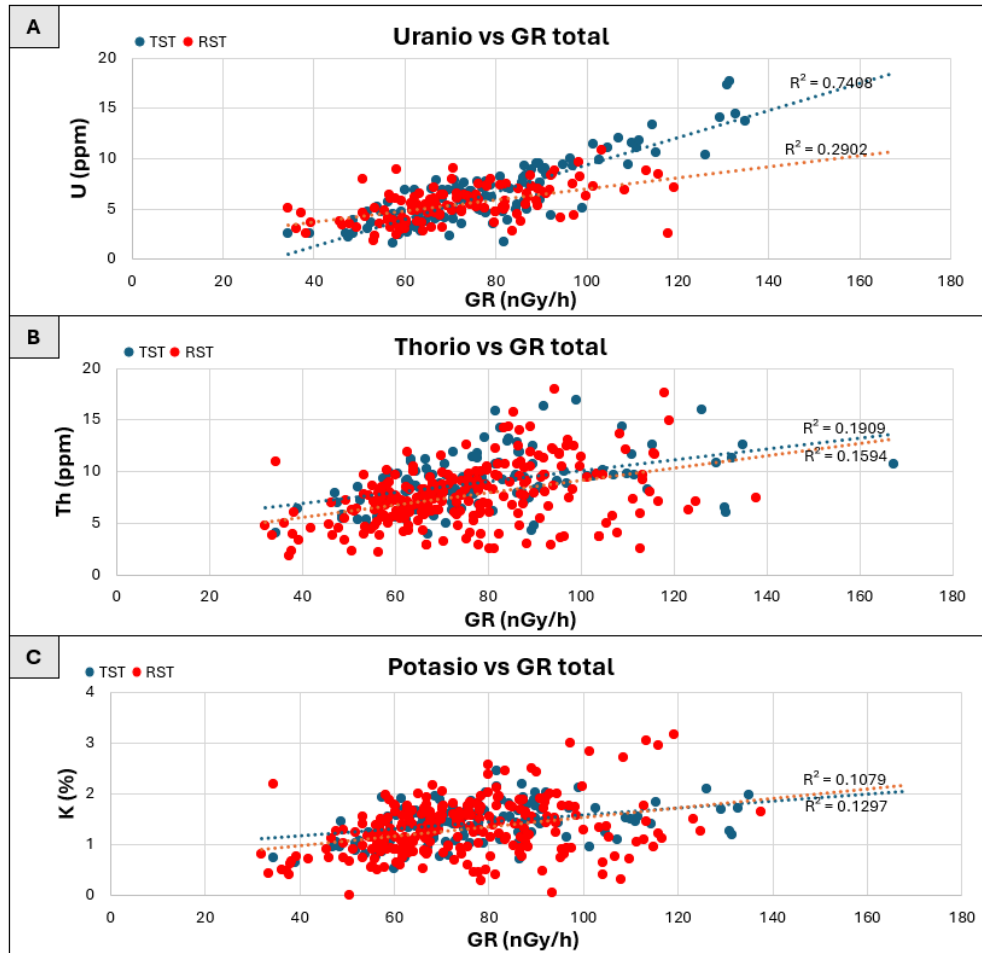 A
Uranio vs GR total
TST RST
20
15
10
5
0
U (ppm)
R² = 0.7408
R² = 0.2902
0 20 40 60 80 100 120 140 160 180
GR (nGy/h)
B
Thorio vs GR total
TST RST
20
15
10
5
0
Th (ppm)
R² = 0.1909
R² = 0.1594
0 20 40 60 80 100 120 140 160 180
GR (nGy/h)
C
Potasio vs GR total
TST RST
4
3
2
1
0
K (%)
R² = 0.1079
R² = 0.1297
0 20 40 60 80 100 120 140 160 180
GR (nGy/h)